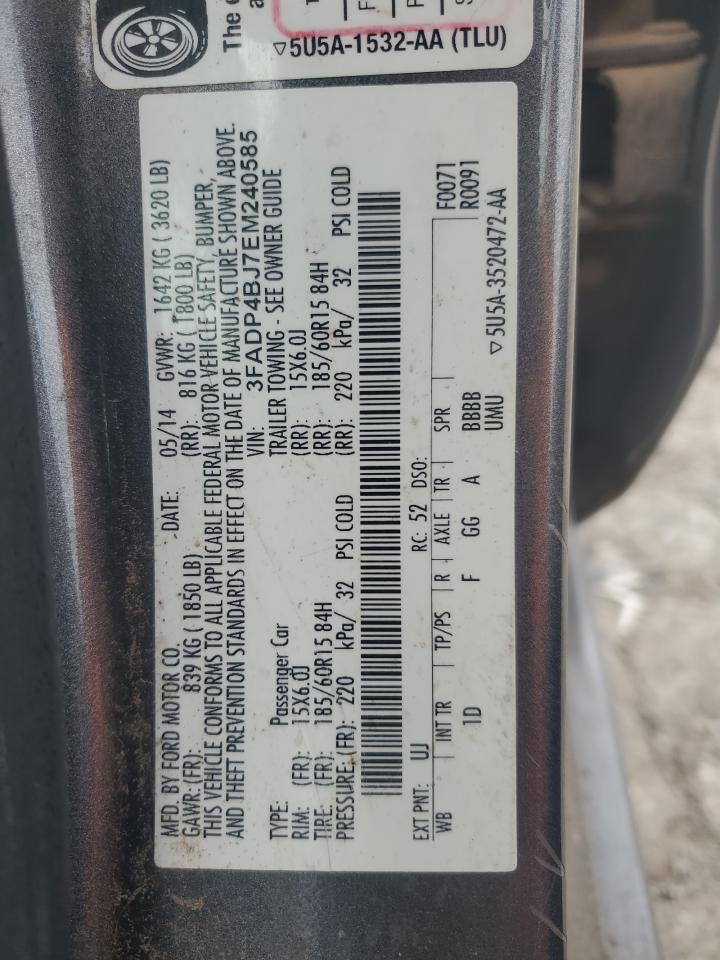 The
a
5U5A-1532-AA (TLU)
MFD. BY FORD MOTOR CO. DATE: 05/14 GVWR: 1642 KG ( 3620 LB)
GAWR: (FR): 839 KG ( 1850 LB) (RR): 816 KG ( 1800 LB)
THIS VEHICLE CONFORMS TO ALL APPLICABLE FEDERAL MOTOR VEHICLE SAFETY, BUMPER,
AND THEFT PREVENTION STANDARDS IN EFFECT ON THE DATE OF MANUFACTURE SHOWN ABOVE.
VIN: 3FADP4BJ7EM240585
TYPE: Passenger Car TRAILER TOWING - SEE OWNER GUIDE
RIM: (FR): 15X6.0J (RR): 15X6.0J
TIRE: (FR): 185/60R15 84H (RR): 185/60R15 84H
PRESSURE: (FR): 220 kPa/ 32 PSI COLD (RR): 220 kPa/ 32 PSI COLD
EXT PNT: UJ RC: 52 DSO:
WB INT TR TP/PS R AXLE TR SPR F0071
1D F GG A BBBB R0091
UMU
5U5A-3520472-AA